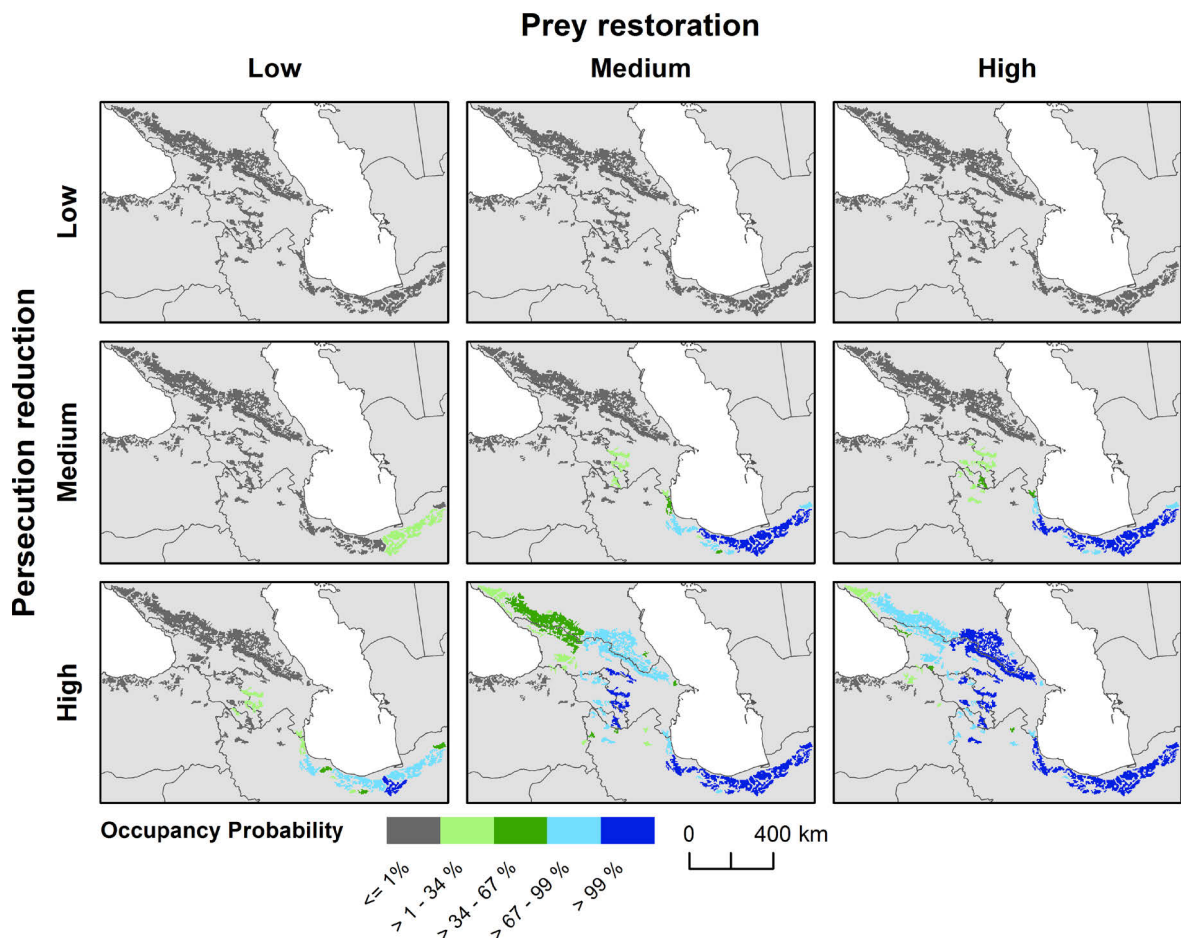 Prey restoration
Low Medium High
Persecution reduction
Low
Medium
High
Occupancy Probability
<= 1%
> 1 - 34 %
> 34 - 67 %
> 67 - 99 %
> 99 %
0 400 km